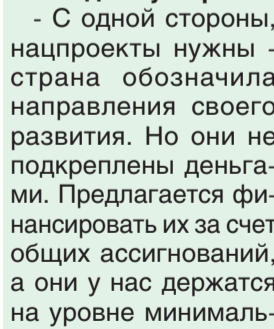 - С одной стороны,
нацпроекты нужны -
страна обозначила
направления своего
развития. Но они не
подкреплены деньга-
ми. Предлагается фи-
нансировать их за счет
общих ассигнований,
а они у нас держатся
на уровне минималь-